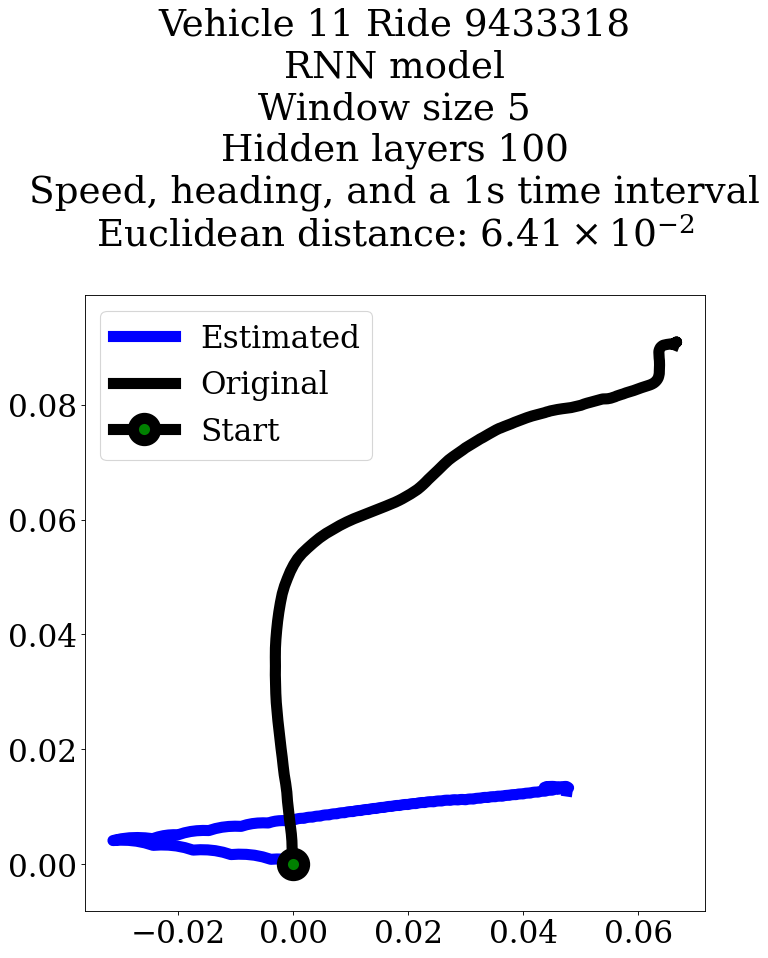 Vehicle 11 Ride 9433318
RNN model
Window size 5
Hidden layers 100
Speed, heading, and a 1s time interval
Euclidean distance: 6.41 × 10⁻²
Estimated
Original
Start
0.08
0.06
0.04
0.02
0.00
−0.02 0.00 0.02 0.04 0.06